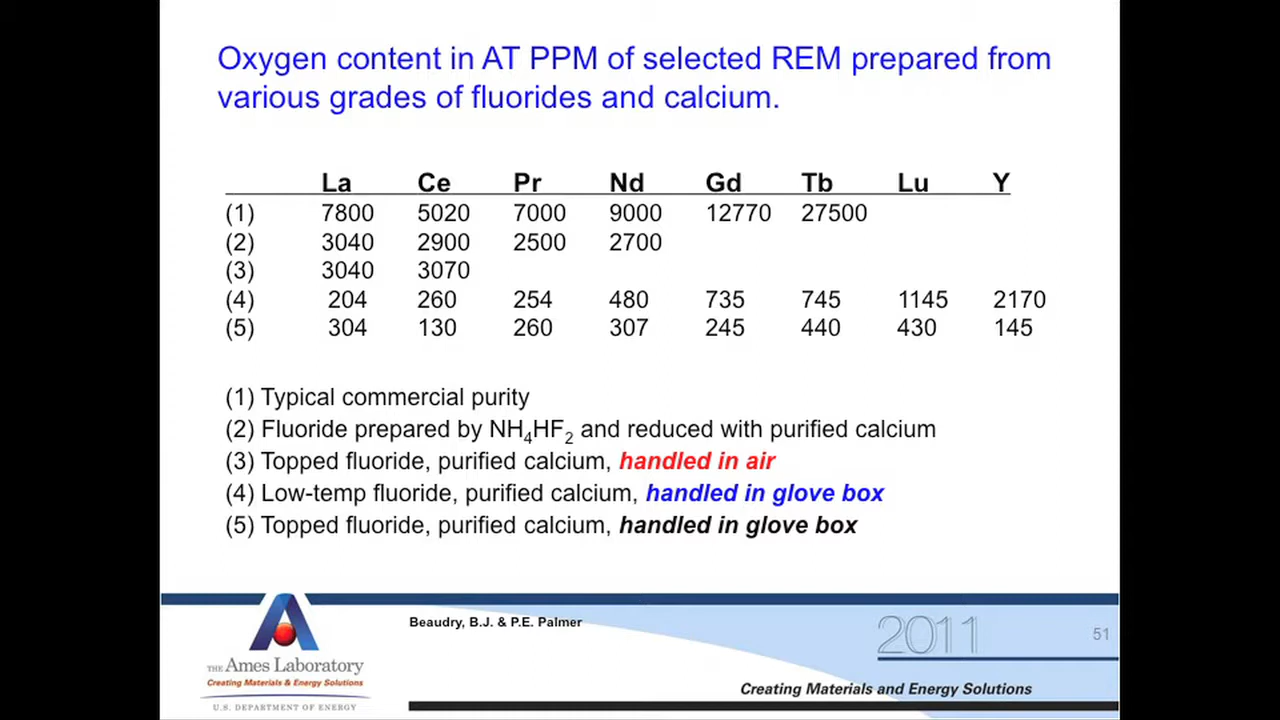 Oxygen content in AT PPM of selected REM prepared from
various grades of fluorides and calcium.
La Ce Pr Nd Gd Tb Lu Y
(1) 7800 5020 7000 9000 12770 27500
(2) 3040 2900 2500 2700
(3) 3040 3070
(4) 204 260 254 480 735 745 1145 2170
(5) 304 130 260 307 245 440 430 145
(1) Typical commercial purity
(2) Fluoride prepared by NH4HF2 and reduced with purified calcium
(3) Topped fluoride, purified calcium, handled in air
(4) Low-temp fluoride, purified calcium, handled in glove box
(5) Topped fluoride, purified calcium, handled in glove box
Beaudry, B.J. & P.E. Palmer
2011
51
THE Ames Laboratory
Creating Materials & Energy Solutions
U.S. DEPARTMENT OF ENERGY
Creating Materials and Energy Solutions